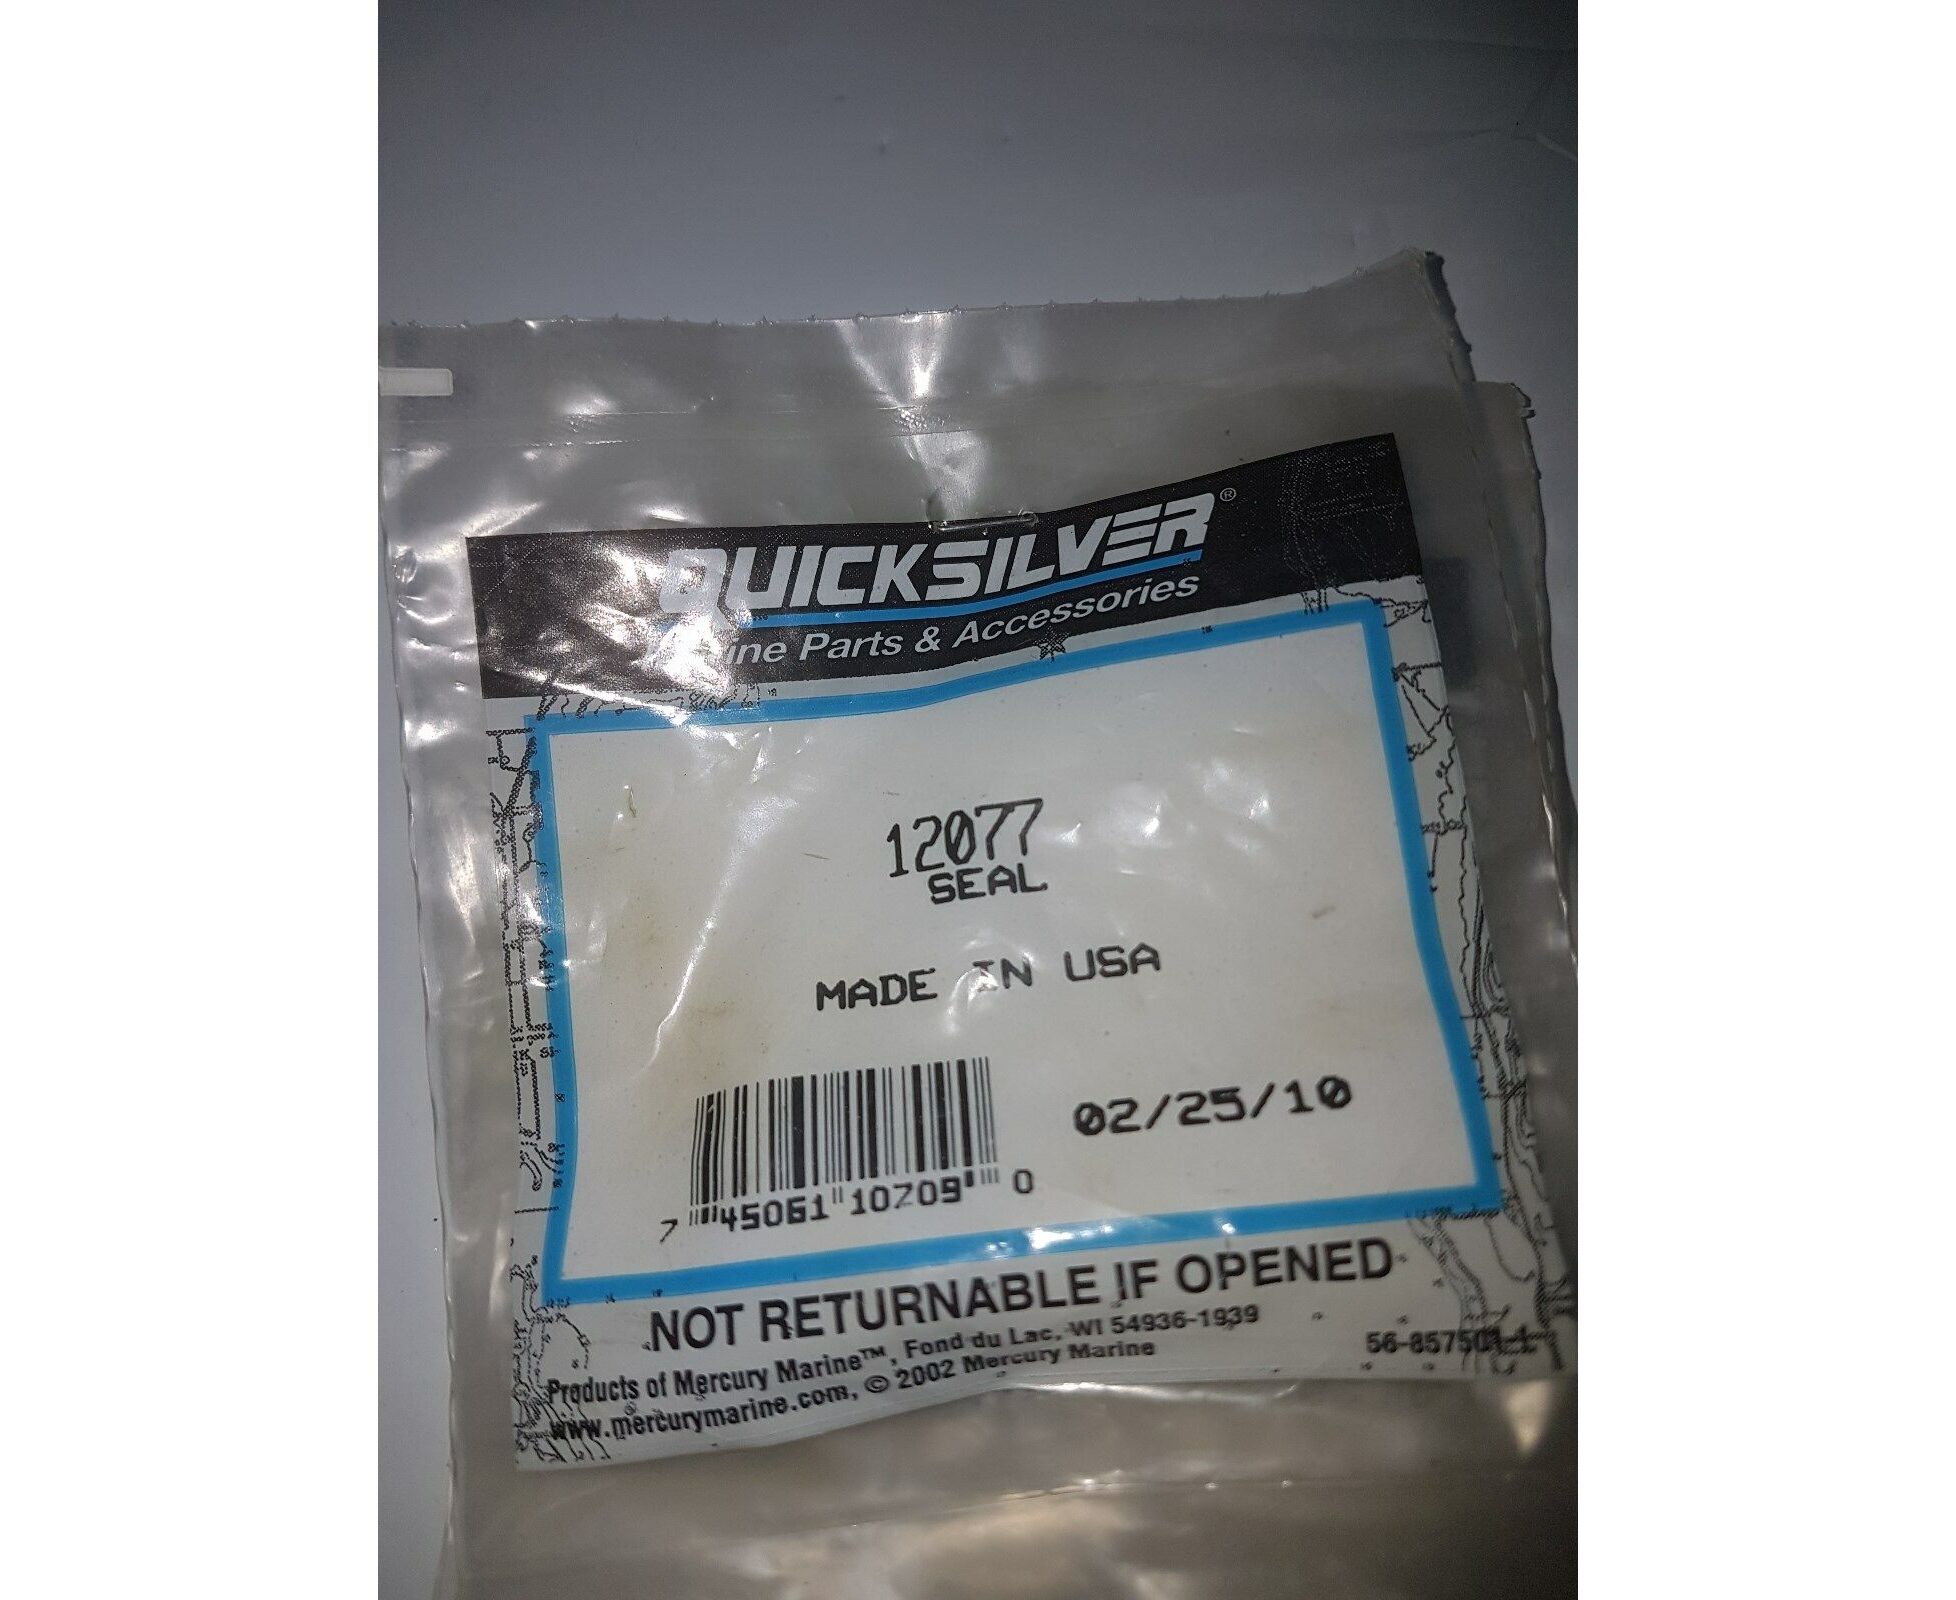 QUICKSILVER®
Parts & Accessories
12077
SEAL
MADE IN USA
02/25/10
7 45061 10709 0
NOT RETURNABLE IF OPENED
Products of Mercury Marine™, Fond du Lac, WI 54936-1939
www.mercurymarine.com, © 2002 Mercury Marine